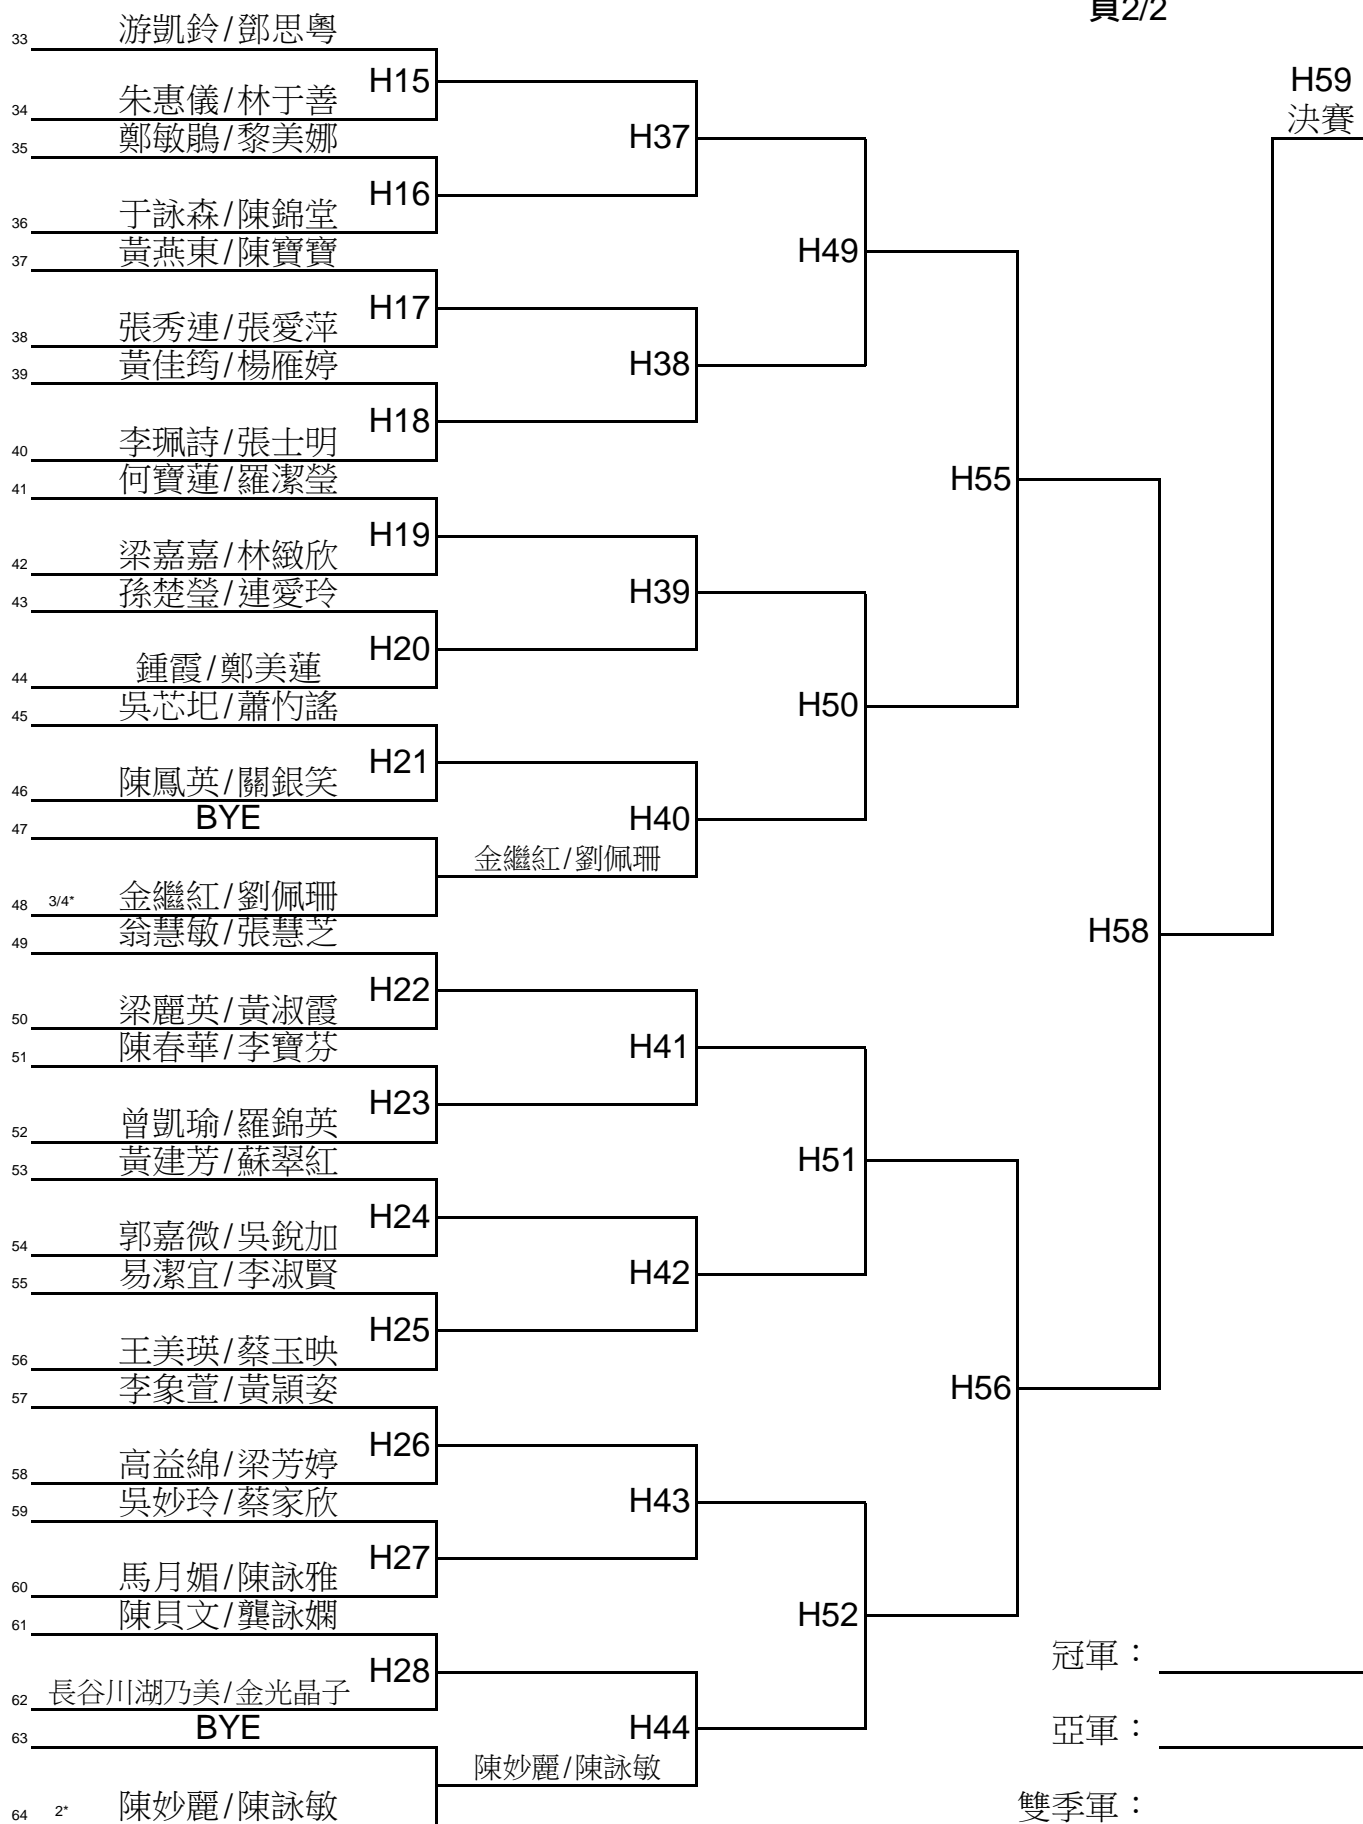 頁2/2
33 游凱鈴/鄧思粵
H15
34 朱惠儀/林于善
35 鄭敏鵑/黎美娜
H37
H16
36 于詠森/陳錦堂
37 黃燕東/陳寶寶
H49
H17
38 張秀連/張愛萍
39 黃佳筠/楊雁婷
H38
H18
40 李珮詩/張士明
41 何寶蓮/羅潔瑩
H55
H19
42 梁嘉嘉/林緻欣
43 孫楚瑩/連愛玲
H39
H20
44 鍾霞/鄭美蓮
45 吳芯圯/蕭忊謠
H50
H21
46 陳鳳英/關銀笑
47 BYE
H40
金繼紅/劉佩珊
48 3/4* 金繼紅/劉佩珊
49 翁慧敏/張慧芝
H58
H22
50 梁麗英/黃淑霞
51 陳春華/李寶芬
H41
H23
52 曾凱瑜/羅錦英
53 黃建芳/蘇翠紅
H51
H24
54 郭嘉微/吳銳加
55 易潔宜/李淑賢
H42
H25
56 王美瑛/蔡玉映
57 李象萱/黃頴姿
H56
H26
58 高益綿/梁芳婷
59 吳妙玲/蔡家欣
H43
H27
60 馬月媚/陳詠雅
61 陳貝文/龔詠嫻
H52
H28
62 長谷川湖乃美/金光晶子
63 BYE
H44
陳妙麗/陳詠敏
64 2* 陳妙麗/陳詠敏
H59
決賽
冠軍：
亞軍：
雙季軍：